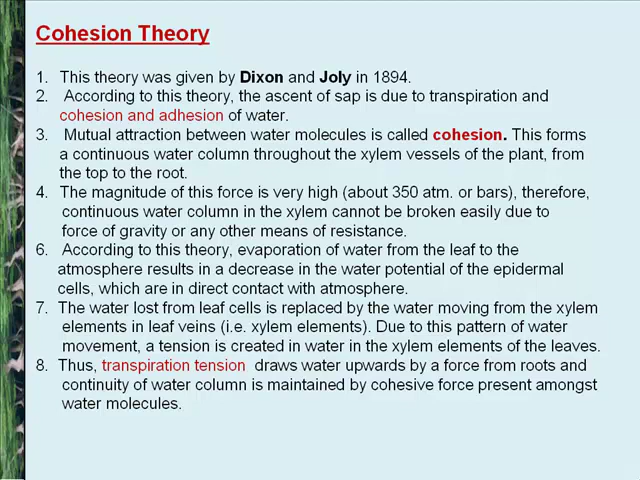 Cohesion Theory
1. This theory was given by Dixon and Joly in 1894.
2. According to this theory, the ascent of sap is due to transpiration and
cohesion and adhesion of water.
3. Mutual attraction between water molecules is called cohesion. This forms
a continuous water column throughout the xylem vessels of the plant, from
the top to the root.
4. The magnitude of this force is very high (about 350 atm. or bars), therefore,
continuous water column in the xylem cannot be broken easily due to
force of gravity or any other means of resistance.
6. According to this theory, evaporation of water from the leaf to the
atmosphere results in a decrease in the water potential of the epidermal
cells, which are in direct contact with atmosphere.
7. The water lost from leaf cells is replaced by the water moving from the xylem
elements in leaf veins (i.e. xylem elements). Due to this pattern of water
movement, a tension is created in water in the xylem elements of the leaves.
8. Thus, transpiration tension draws water upwards by a force from roots and
continuity of water column is maintained by cohesive force present amongst
water molecules.